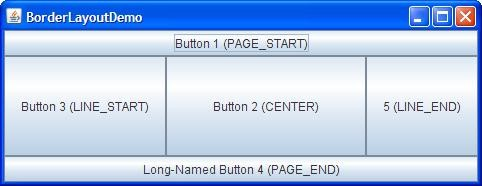 BorderLayoutDemo
Button 1 (PAGE_START)
Button 3 (LINE_START) Button 2 (CENTER) 5 (LINE_END)
Long-Named Button 4 (PAGE_END)